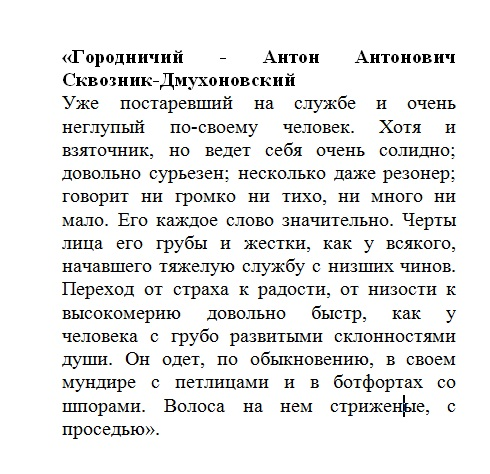 «Городничий - Антон Антонович
Сквозник-Дмухоновский
Уже постаревший на службе и очень
неглупый по-своему человек. Хотя и
взяточник, но ведет себя очень солидно;
довольно сурьезен; несколько даже резонер;
говорит ни громко ни тихо, ни много ни
мало. Его каждое слово значительно. Черты
лица его грубы и жестки, как у всякого,
начавшего тяжелую службу с низших чинов.
Переход от страха к радости, от низости к
высокомерию довольно быстр, как у
человека с грубо развитыми склонностями
души. Он одет, по обыкновению, в своем
мундире с петлицами и в ботфортах со
шпорами. Волоса на нем стриженые, с
проседью».